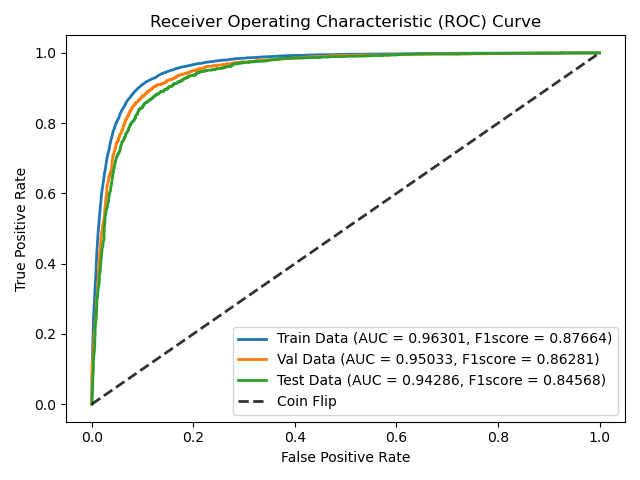 Receiver Operating Characteristic (ROC) Curve
1.0
0.8
0.6
0.4
0.2
0.0
True Positive Rate
Train Data (AUC = 0.96301, F1score = 0.87664)
Val Data (AUC = 0.95033, F1score = 0.86281)
Test Data (AUC = 0.94286, F1score = 0.84568)
Coin Flip
0.0 0.2 0.4 0.6 0.8 1.0
False Positive Rate